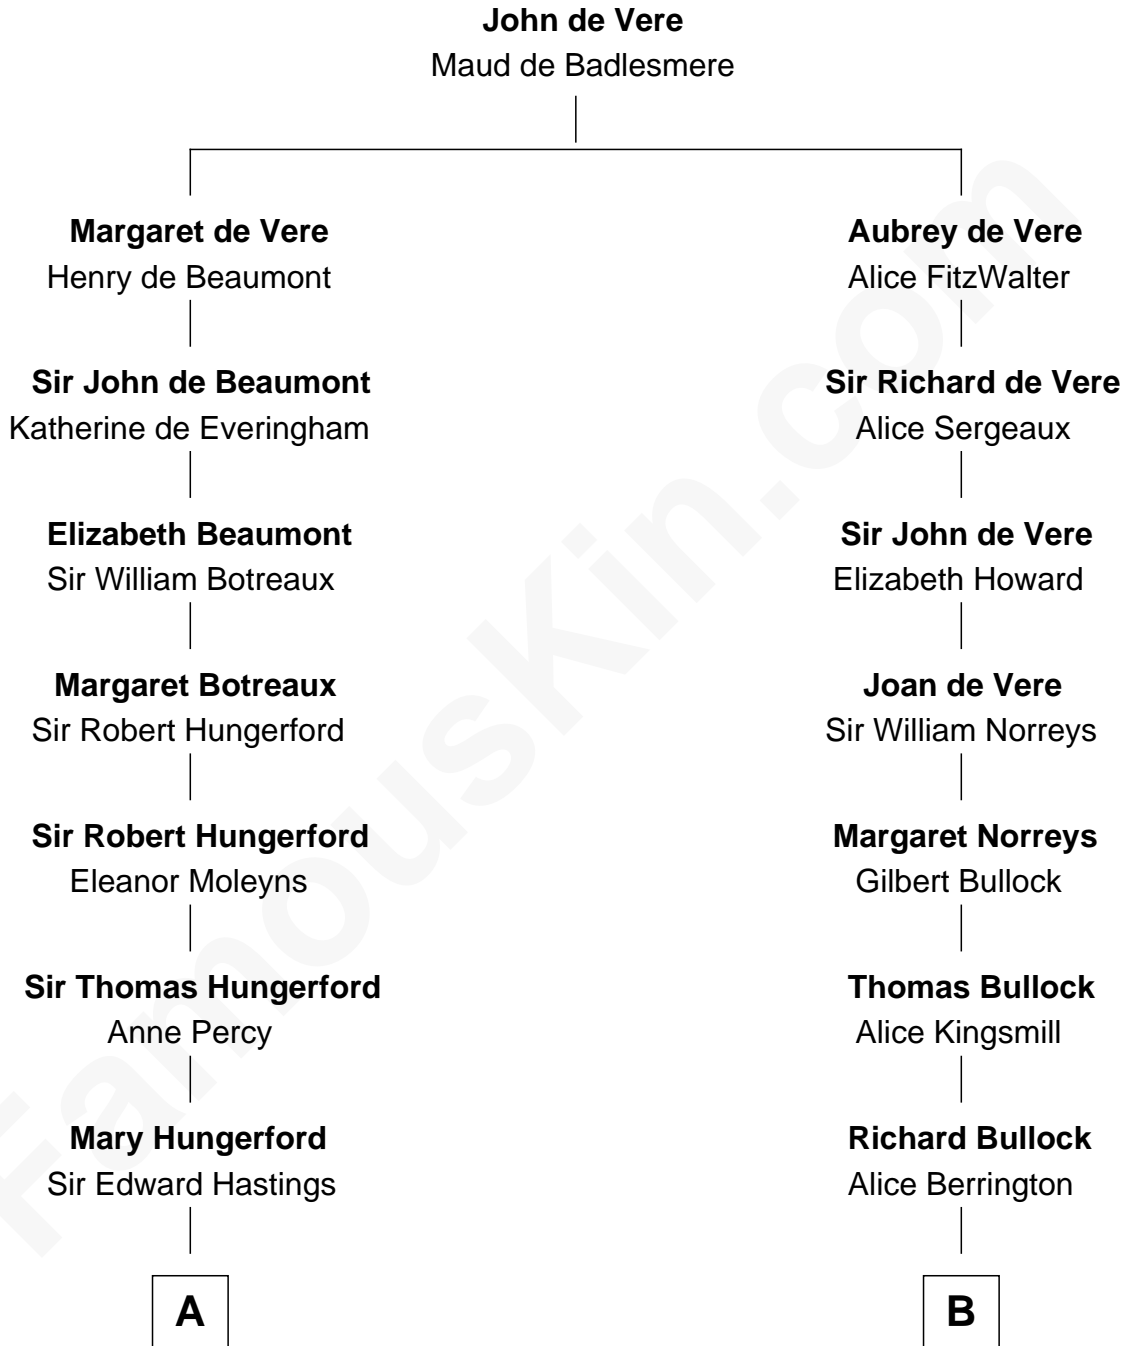 John de Vere
Maud de Badlesmere
Margaret de Vere
Henry de Beaumont
Aubrey de Vere
Alice FitzWalter
Sir John de Beaumont
Katherine de Everingham
Sir Richard de Vere
Alice Sergeaux
Elizabeth Beaumont
Sir William Botreaux
Sir John de Vere
Elizabeth Howard
Margaret Botreaux
Sir Robert Hungerford
Joan de Vere
Sir William Norreys
Sir Robert Hungerford
Eleanor Moleyns
Margaret Norreys
Gilbert Bullock
Sir Thomas Hungerford
Anne Percy
Thomas Bullock
Alice Kingsmill
Mary Hungerford
Sir Edward Hastings
Richard Bullock
Alice Berrington
A
B
FamousKin.com